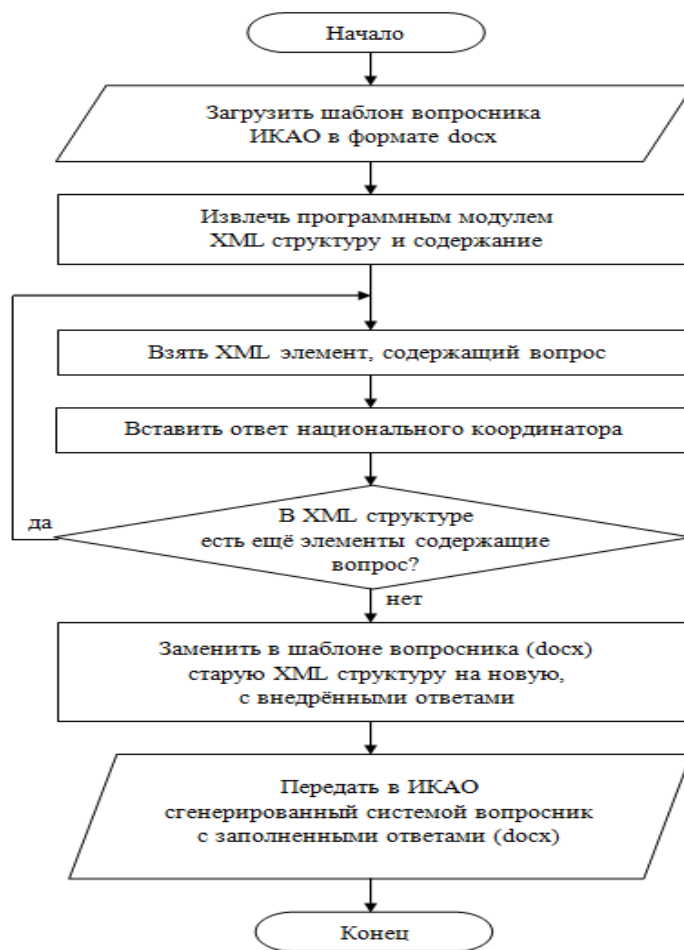 Начало
Загрузить шаблон вопросника
ИКАО в формате docx
Извлечь программным модулем
XML структуру и содержание
Взять XML элемент, содержащий вопрос
Вставить ответ национального координатора
В XML структуре
да
есть ещё элементы содержащие
вопрос?
нет
Заменить в шаблоне вопросника (docx)
старую XML структуру на новую,
с внедрёнными ответами
Передать в ИКАО
сгенерированный системой вопросник
с заполненными ответами (docx)
Конец